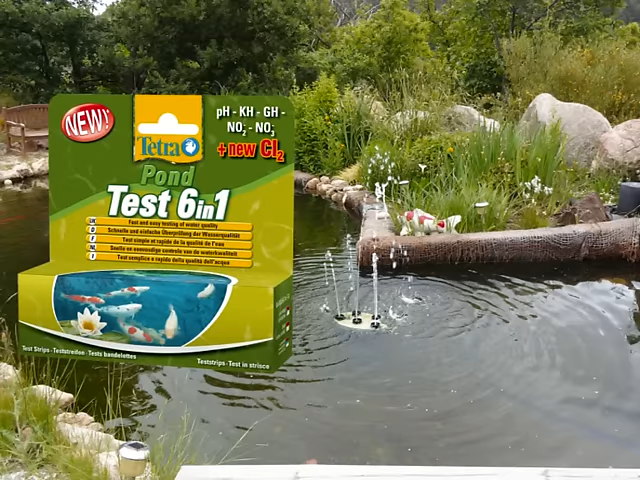 NEW!
Tetra
pH - KH - GH -
NO₂⁻ - NO₃⁻
+ new Cl₂
Pond
Test 6in1
UK Fast and easy testing of water quality
D Schnelle und einfache Überprüfung der Wasserqualität
F Test simple et rapide de la qualité de l'eau
NL Snelle en eenvoudige controle van de waterkwaliteit
I Test semplice e rapido della qualità dell'acqua
Test Strips · Teststreifen · Tests bandelettes
Teststrips · Test in strisce